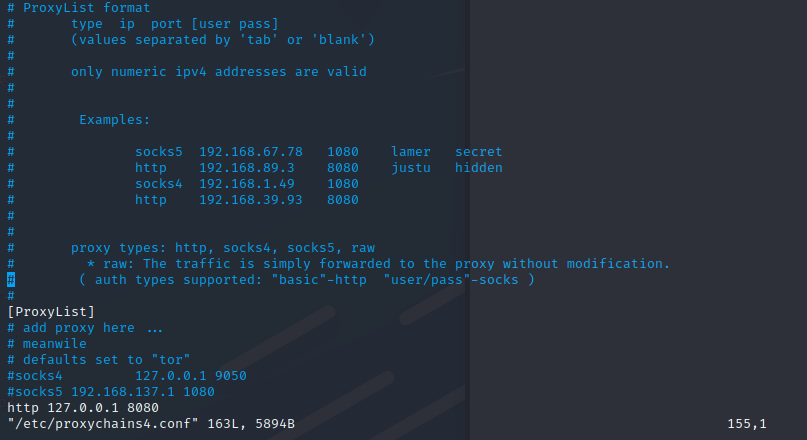 # ProxyList format
#       type  ip  port [user pass]
#       (values separated by 'tab' or 'blank')
#
#       only numeric ipv4 addresses are valid
#
#
#        Examples:
#
#               socks5  192.168.67.78   1080    lamer   secret
#               http    192.168.89.3    8080    justu   hidden
#               socks4  192.168.1.49    1080
#               http    192.168.39.93   8080
#
#
#       proxy types: http, socks4, socks5, raw
#         * raw: The traffic is simply forwarded to the proxy without modification.
#        ( auth types supported: "basic"-http  "user/pass"-socks )
#
[ProxyList]
# add proxy here ...
# meanwile
# defaults set to "tor"
#socks4         127.0.0.1 9050
#socks5 192.168.137.1 1080
http 127.0.0.1 8080
"/etc/proxychains4.conf" 163L, 5894B                                                      155,1